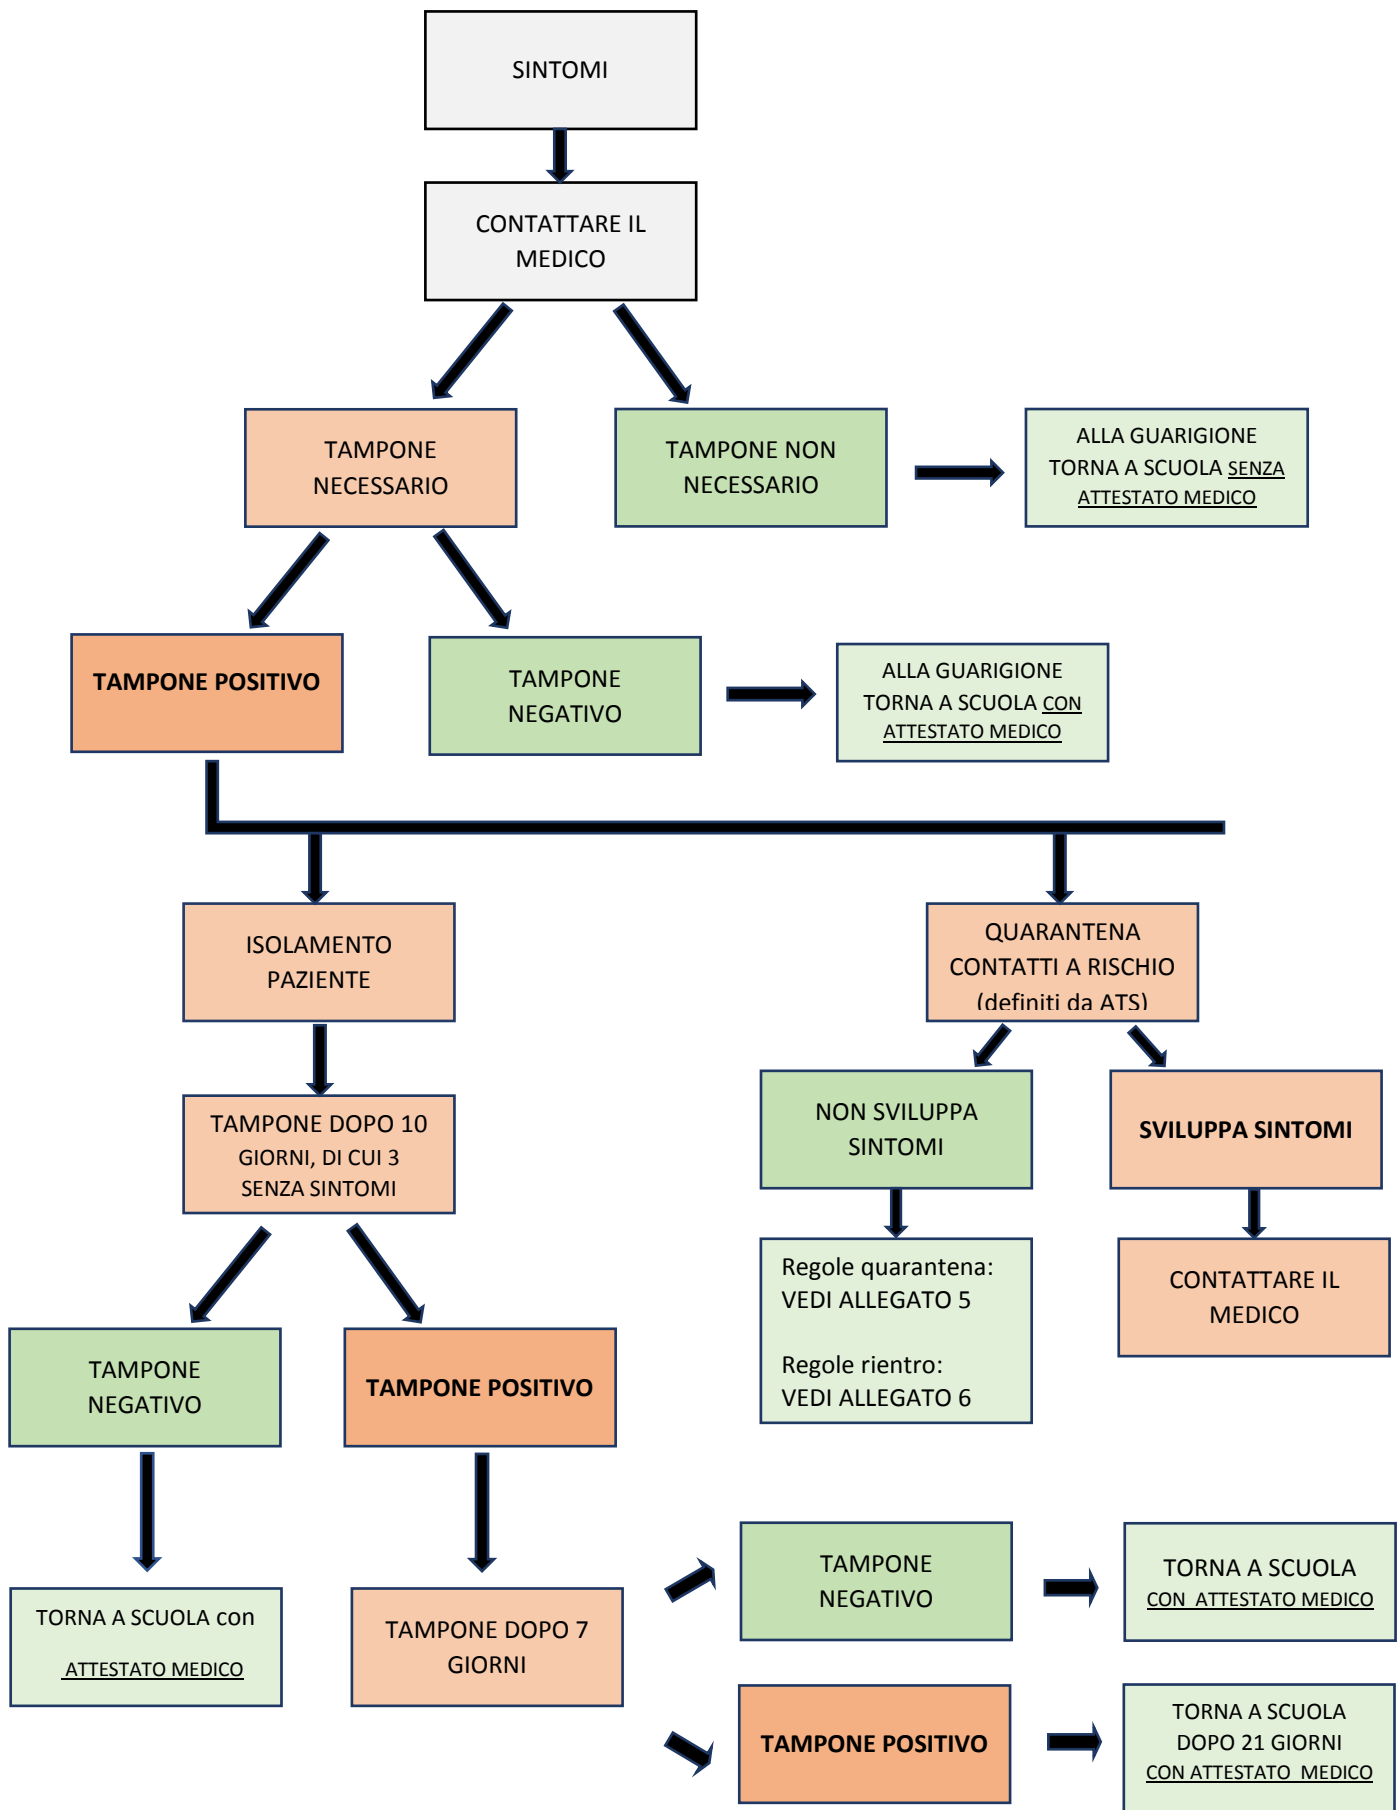 SINTOMI
CONTATTARE IL
MEDICO
TAMPONE
NECESSARIO
TAMPONE NON
NECESSARIO
ALLA GUARIGIONE
TORNA A SCUOLA SENZA
ATTESTATO MEDICO
TAMPONE POSITIVO
TAMPONE
NEGATIVO
ALLA GUARIGIONE
TORNA A SCUOLA CON
ATTESTATO MEDICO
ISOLAMENTO
PAZIENTE
QUARANTENA
CONTATTI A RISCHIO
(definiti da ATS)
TAMPONE DOPO 10
GIORNI, DI CUI 3
SENZA SINTOMI
NON SVILUPPA
SINTOMI
SVILUPPA SINTOMI
Regole quarantena:
VEDI ALLEGATO 5
Regole rientro:
VEDI ALLEGATO 6
CONTATTARE IL
MEDICO
TAMPONE
NEGATIVO
TAMPONE POSITIVO
TORNA A SCUOLA con
ATTESTATO MEDICO
TAMPONE DOPO 7
GIORNI
TAMPONE
NEGATIVO
TORNA A SCUOLA
CON ATTESTATO MEDICO
TAMPONE POSITIVO
TORNA A SCUOLA
DOPO 21 GIORNI
CON ATTESTATO MEDICO